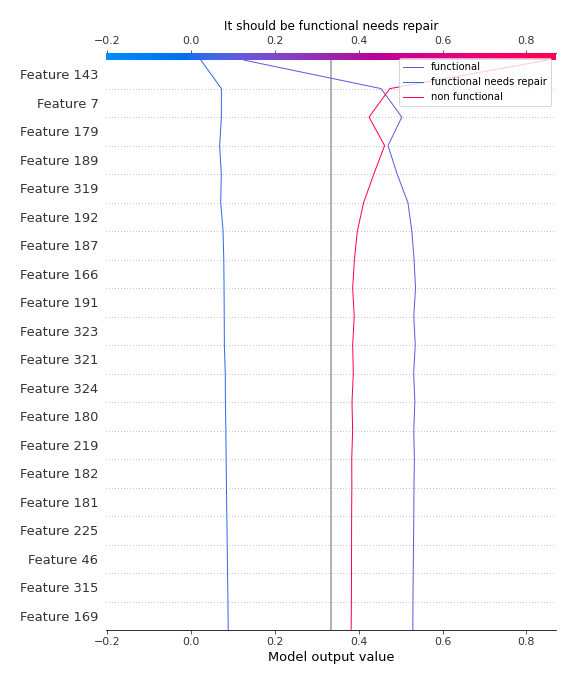 It should be functional needs repair
−0.2 0.0 0.2 0.4 0.6 0.8
functional
functional needs repair
non functional
Feature 143
Feature 7
Feature 179
Feature 189
Feature 319
Feature 192
Feature 187
Feature 166
Feature 191
Feature 323
Feature 321
Feature 324
Feature 180
Feature 219
Feature 182
Feature 181
Feature 225
Feature 46
Feature 315
Feature 169
−0.2 0.0 0.2 0.4 0.6 0.8
Model output value